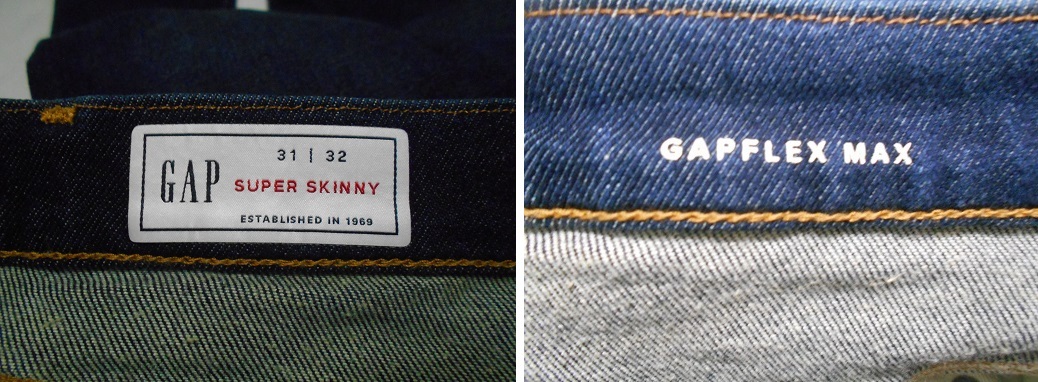 31 | 32
GAP
SUPER SKINNY
ESTABLISHED IN 1969
GAPFLEX MAX